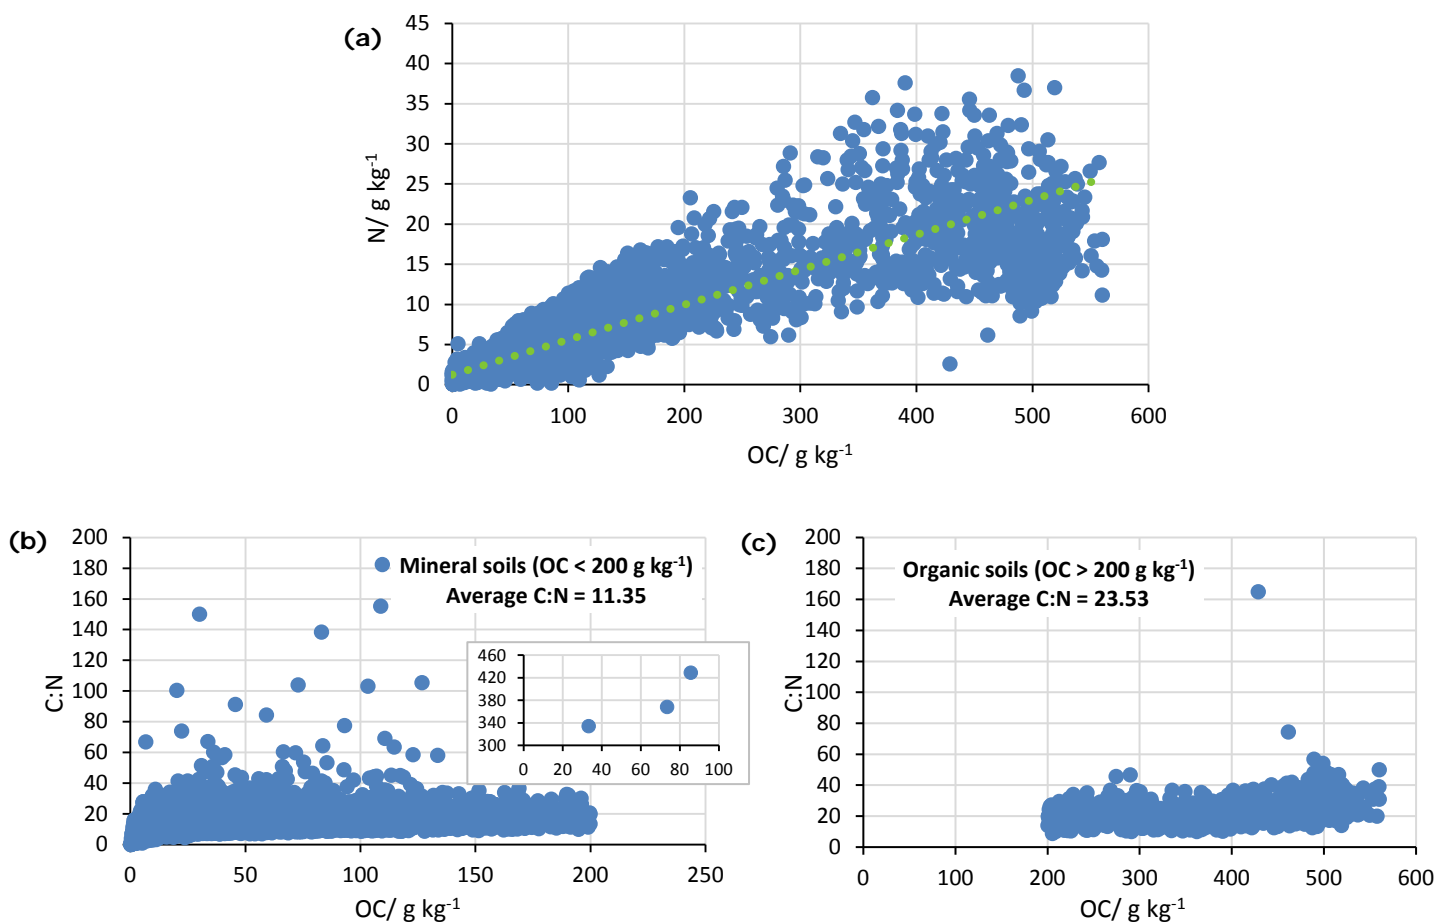 (a)
45
40
35
30
25
20
15
10
5
0
N/ g kg⁻¹
0 100 200 300 400 500 600
OC/ g kg⁻¹
(b)
200
180
160
140
120
100
80
60
40
20
0
C:N
Mineral soils (OC < 200 g kg⁻¹)
Average C:N = 11.35
460
420
380
340
300
0 20 40 60 80 100
0 50 100 150 200 250
OC/ g kg⁻¹
(c)
200
180
160
140
120
100
80
60
40
20
0
C:N
Organic soils (OC > 200 g kg⁻¹)
Average C:N = 23.53
0 100 200 300 400 500 600
OC/ g kg⁻¹